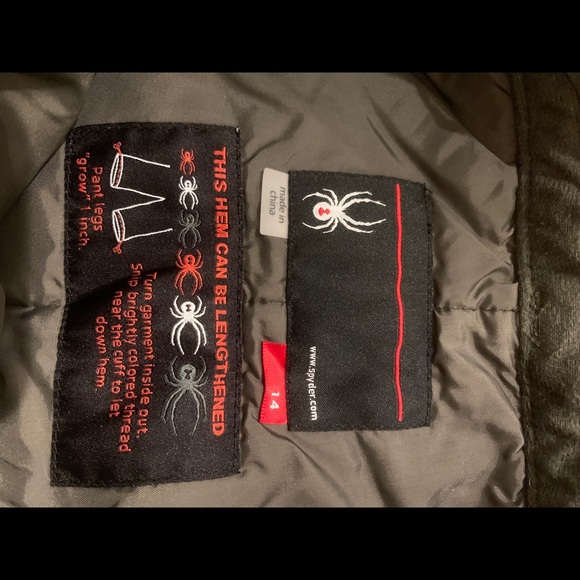 THIS HEM CAN BE LENGTHENED
Turn garment inside out.
Snip brightly colored thread
near the cuff to let
down hem.
Pant legs
"grow" 1 inch.
made in
china
www.spyder.com
14